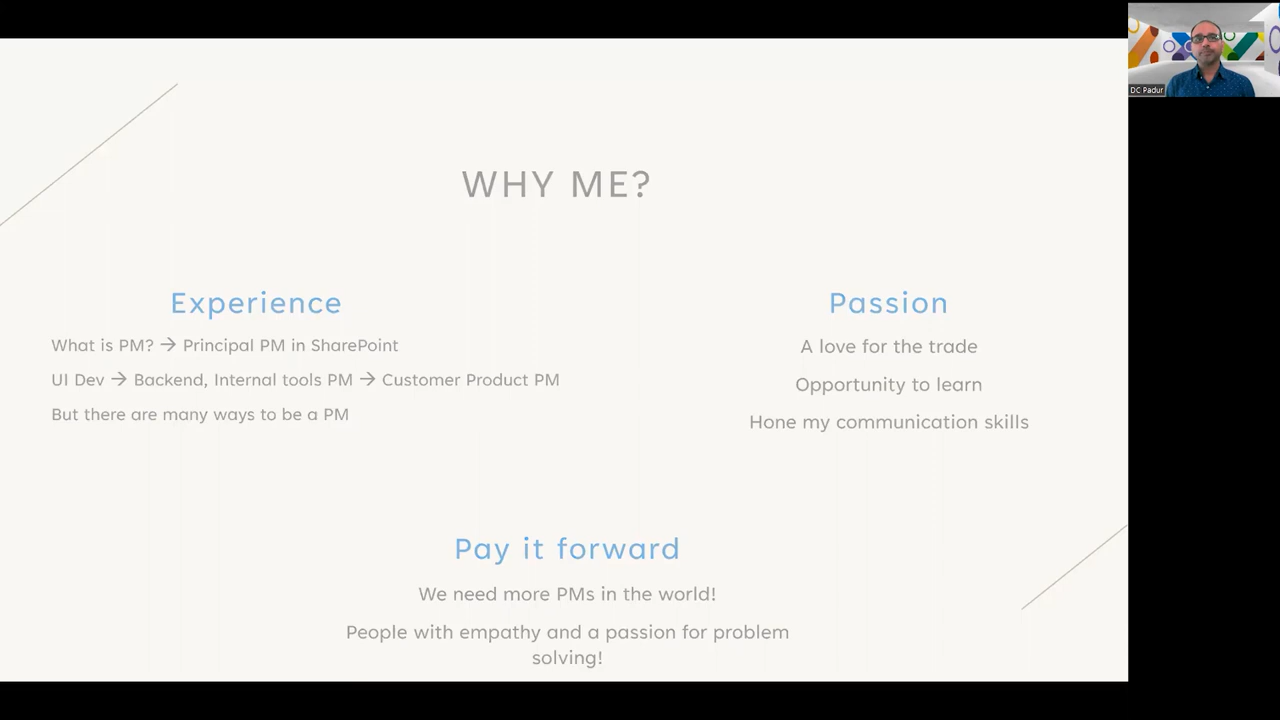 DC Padur
WHY ME?
Experience
What is PM? → Principal PM in SharePoint
UI Dev → Backend, Internal tools PM → Customer Product PM
But there are many ways to be a PM
Passion
A love for the trade
Opportunity to learn
Hone my communication skills
Pay it forward
We need more PMs in the world!
People with empathy and a passion for problem
solving!